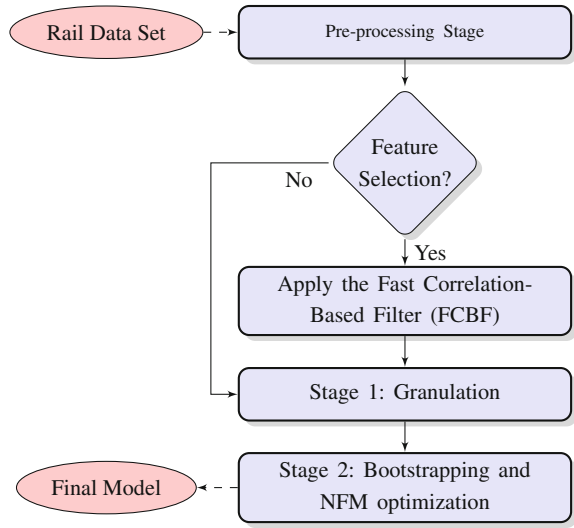 Rail Data Set
Pre-processing Stage
Feature
Selection?
No
Yes
Apply the Fast Correlation-
Based Filter (FCBF)
Stage 1: Granulation
Stage 2: Bootstrapping and
NFM optimization
Final Model